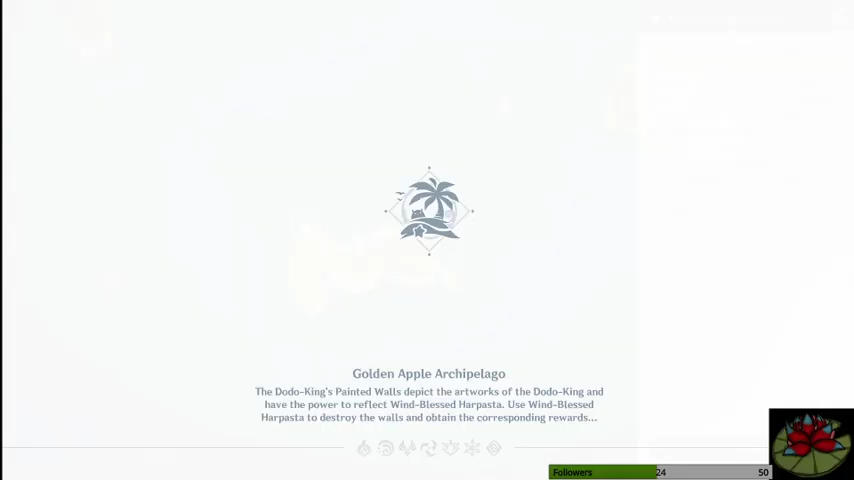 Golden Apple Archipelago
The Dodo-King's Painted Walls depict the artworks of the Dodo-King and
have the power to reflect Wind-Blessed Harpasta. Use Wind-Blessed
Harpasta to destroy the walls and obtain the corresponding rewards...
Followers 24 50